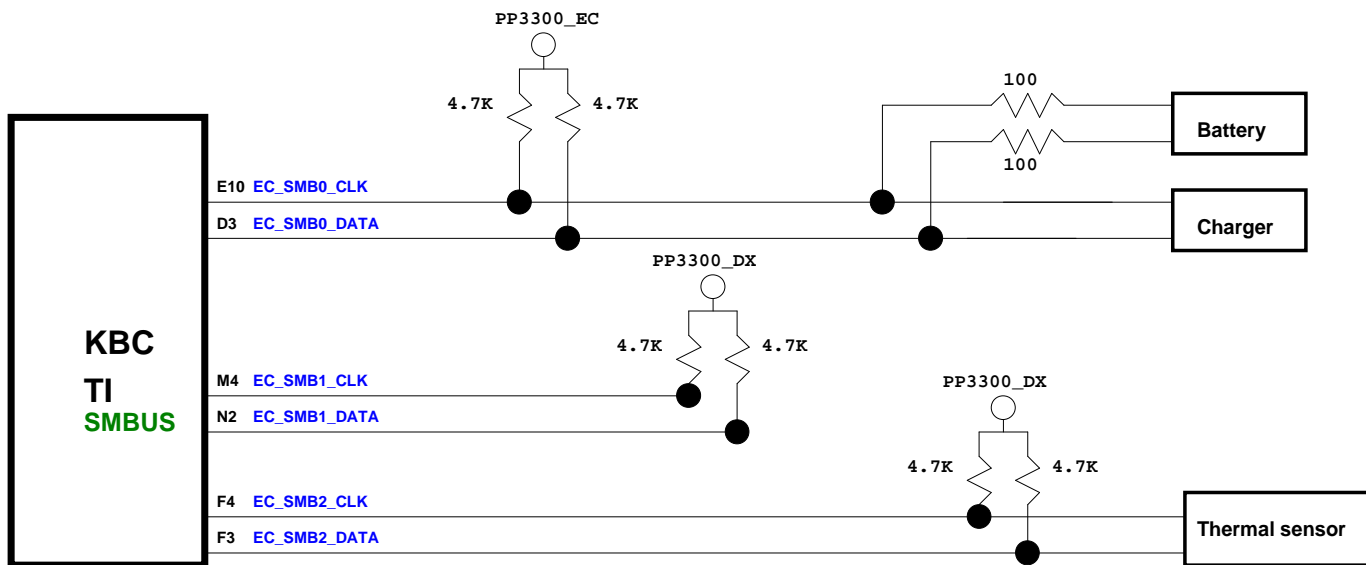 PP3300_EC
4.7K
4.7K
100
Battery
100
E10 EC_SMB0_CLK
D3 EC_SMB0_DATA
Charger
PP3300_DX
4.7K
4.7K
KBC
TI
SMBUS
M4 EC_SMB1_CLK
N2 EC_SMB1_DATA
PP3300_DX
4.7K
4.7K
F4 EC_SMB2_CLK
F3 EC_SMB2_DATA
Thermal sensor